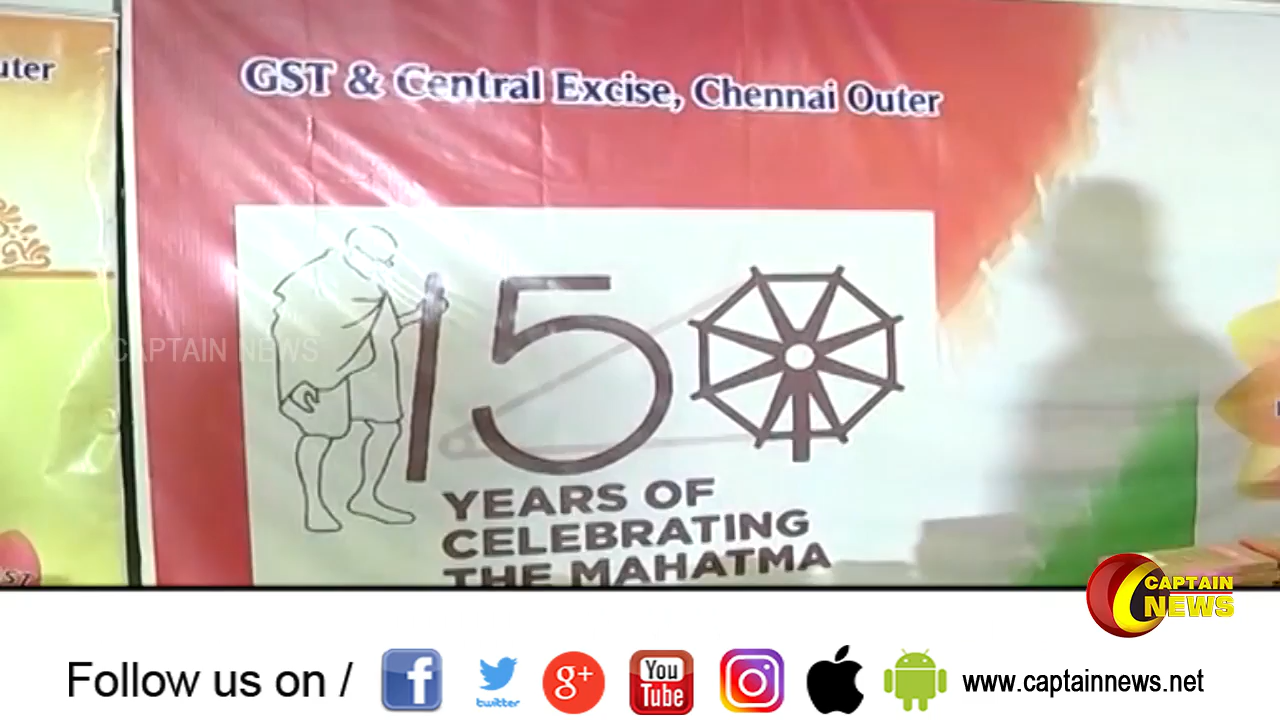 uter
GST & Central Excise, Chennai Outer
CAPTAIN NEWS
150
YEARS OF
CELEBRATING
THE MAHATMA
CAPTAIN
NEWS
Follow us on / f twitter g+ You Tube www.captainnews.net